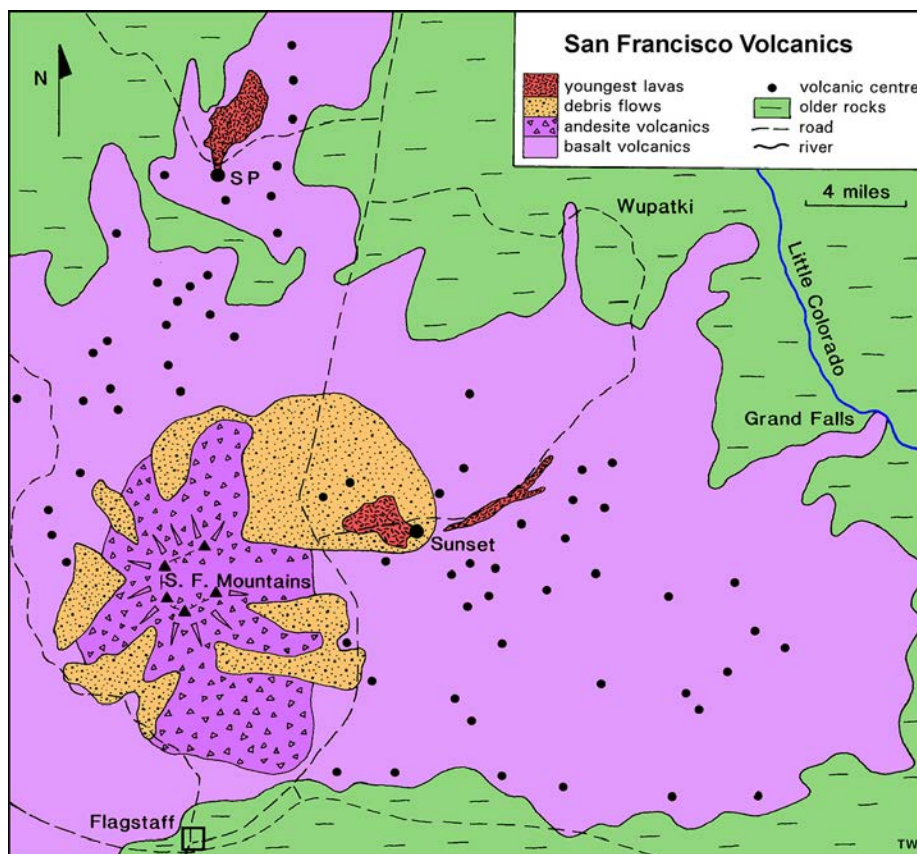 San Francisco Volcanics
youngest lavas
debris flows
andesite volcanics
basalt volcanics
volcanic centre
older rocks
road
river
4 miles
N
SP
Wupatki
Little Colorado
Grand Falls
Sunset
S. F. Mountains
Flagstaff
TW